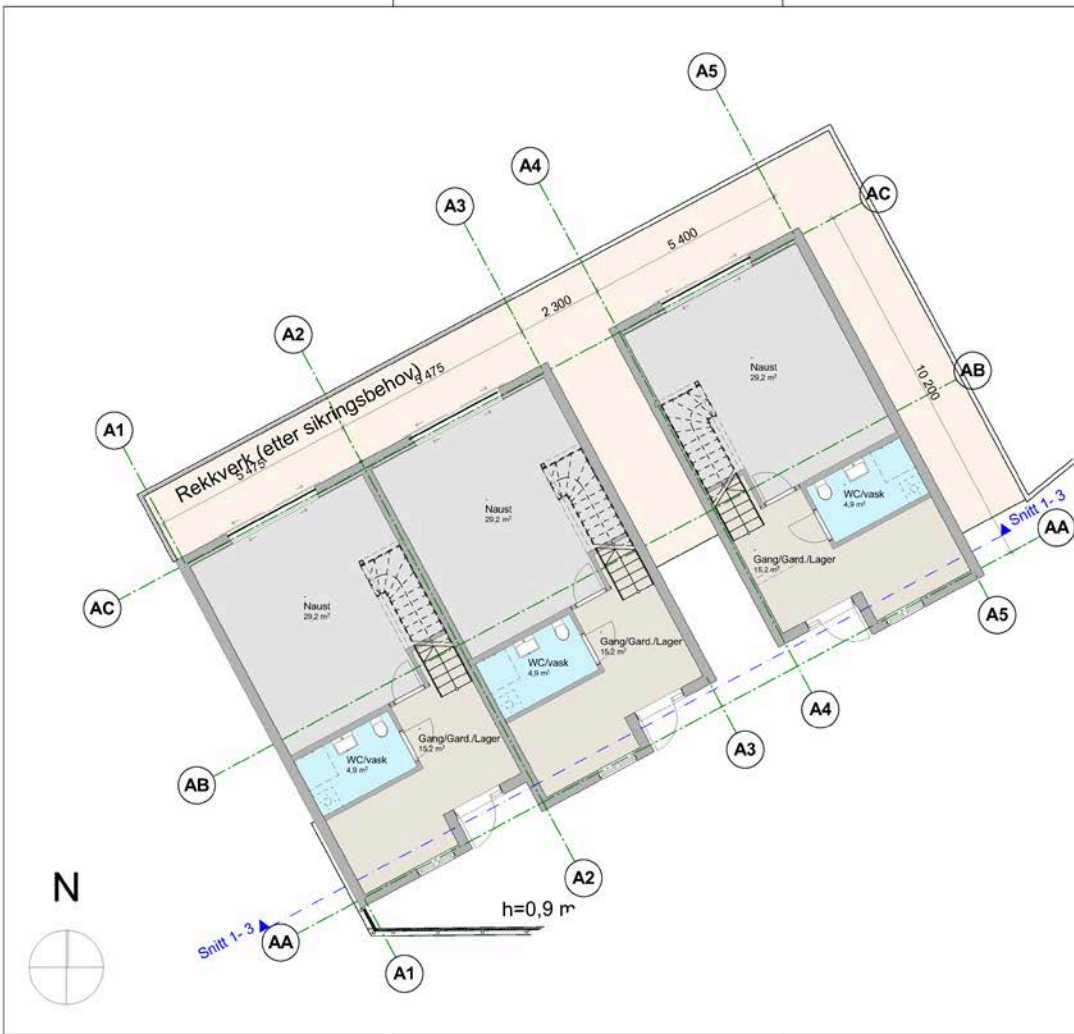 A5
A4
A3
AC
A2
5 400
2 300
A1
AB
Rekkverk (etter sikringsbehov)
5 475
10 200
5 475
Naust
29,2 m²
WC/vask
4,9 m²
Snitt 1- 3
AA
Gang/Gard./Lager
15,2 m²
Naust
29,2 m²
AC
Naust
29,2 m²
A5
Gang/Gard./Lager
15,2 m²
WC/vask
4,9 m²
A4
Gang/Gard./Lager
15,2 m²
A3
WC/vask
4,9 m²
AB
A2
N
h=0,9 m
Snitt 1- 3
AA
A1